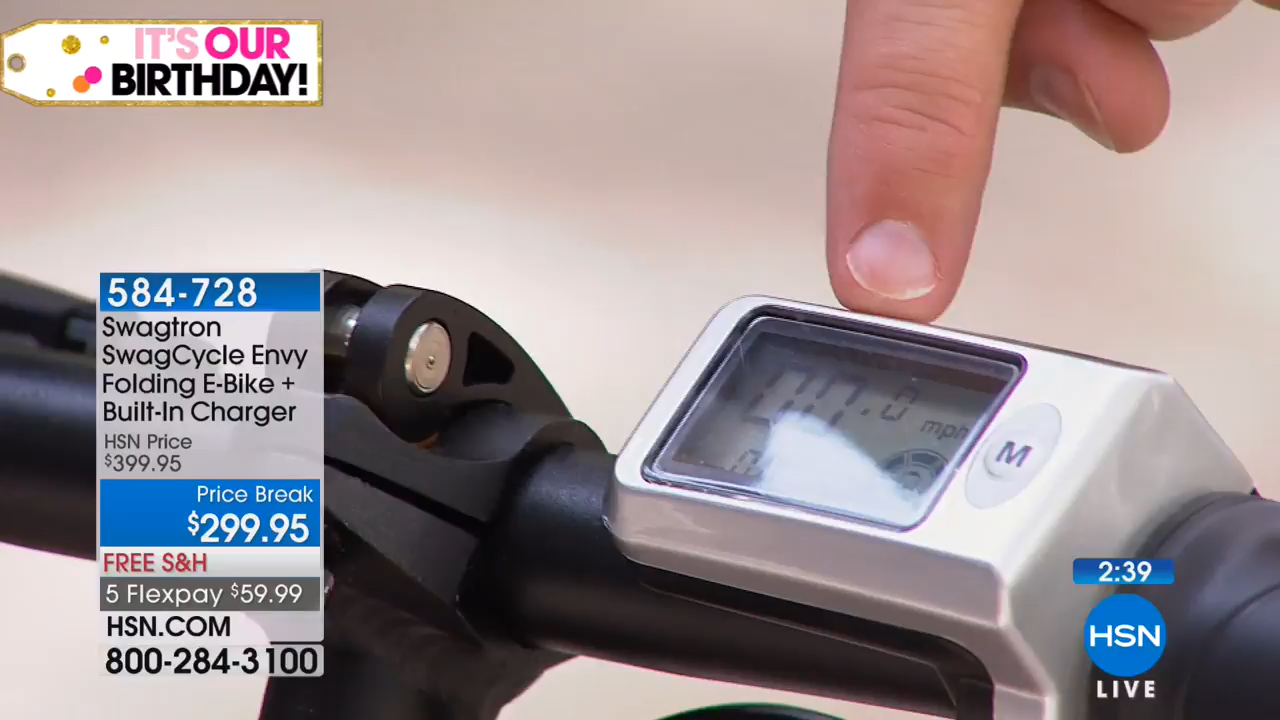 IT'S OUR
BIRTHDAY!
584-728
Swagtron
SwagCycle Envy
Folding E-Bike +
Built-In Charger
HSN Price
$399.95
Price Break
$299.95
FREE S&H
5 Flexpay $59.99
HSN.COM
800-284-3100
mph
M
2:39
HSN
LIVE